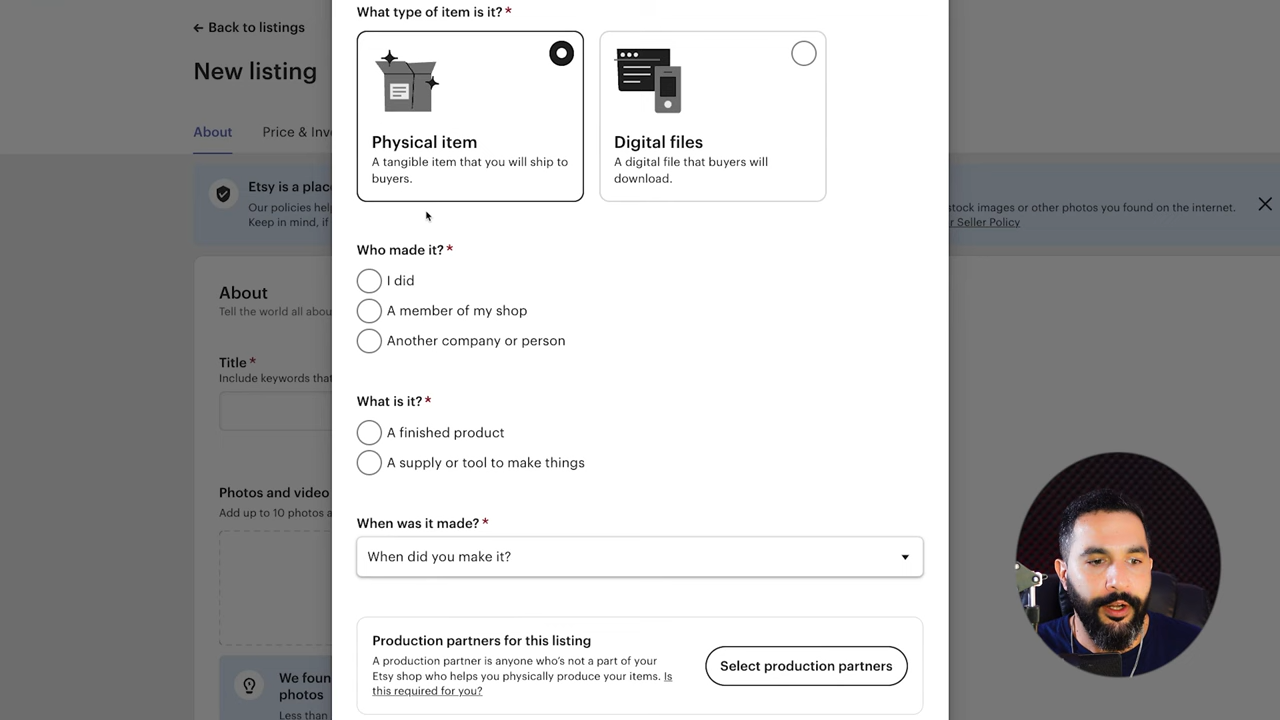 What type of item is it? *
← Back to listings
New listing
Physical item
A tangible item that you will ship to
buyers.
Digital files
A digital file that buyers will
download.
About
Price & Inv
Etsy is a place
Our policies help
Keep in mind, if
stock images or other photos you found on the internet.
r Seller Policy
Who made it? *
I did
A member of my shop
Another company or person
About
Tell the world all about
Title *
Include keywords that
What is it? *
A finished product
A supply or tool to make things
Photos and video
Add up to 10 photos a
When was it made? *
When did you make it?
Production partners for this listing
A production partner is anyone who's not a part of your
Etsy shop who helps you physically produce your items. Is
this required for you?
Select production partners
We foun
photos
Less than